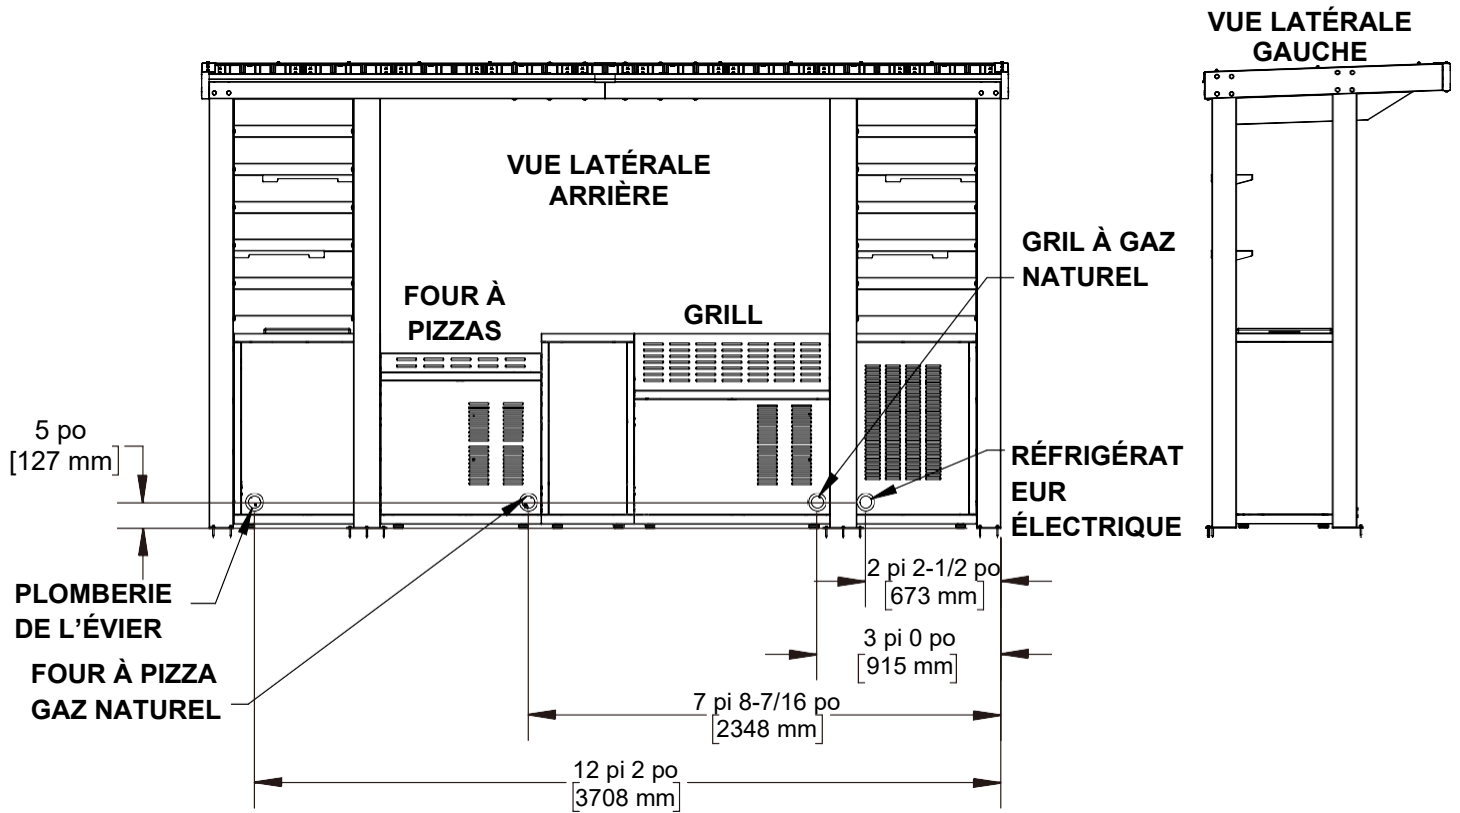 VUE LATÉRALE
GAUCHE
VUE LATÉRALE
ARRIÈRE
GRIL À GAZ
NATUREL
FOUR À
PIZZAS
GRILL
5 po
[127 mm]
RÉFRIGÉRAT
EUR
ÉLECTRIQUE
2 pi 2-1/2 po
[673 mm]
PLOMBERIE
DE L’ÉVIER
3 pi 0 po
[915 mm]
FOUR À PIZZA
GAZ NATUREL
7 pi 8-7/16 po
[2348 mm]
12 pi 2 po
[3708 mm]